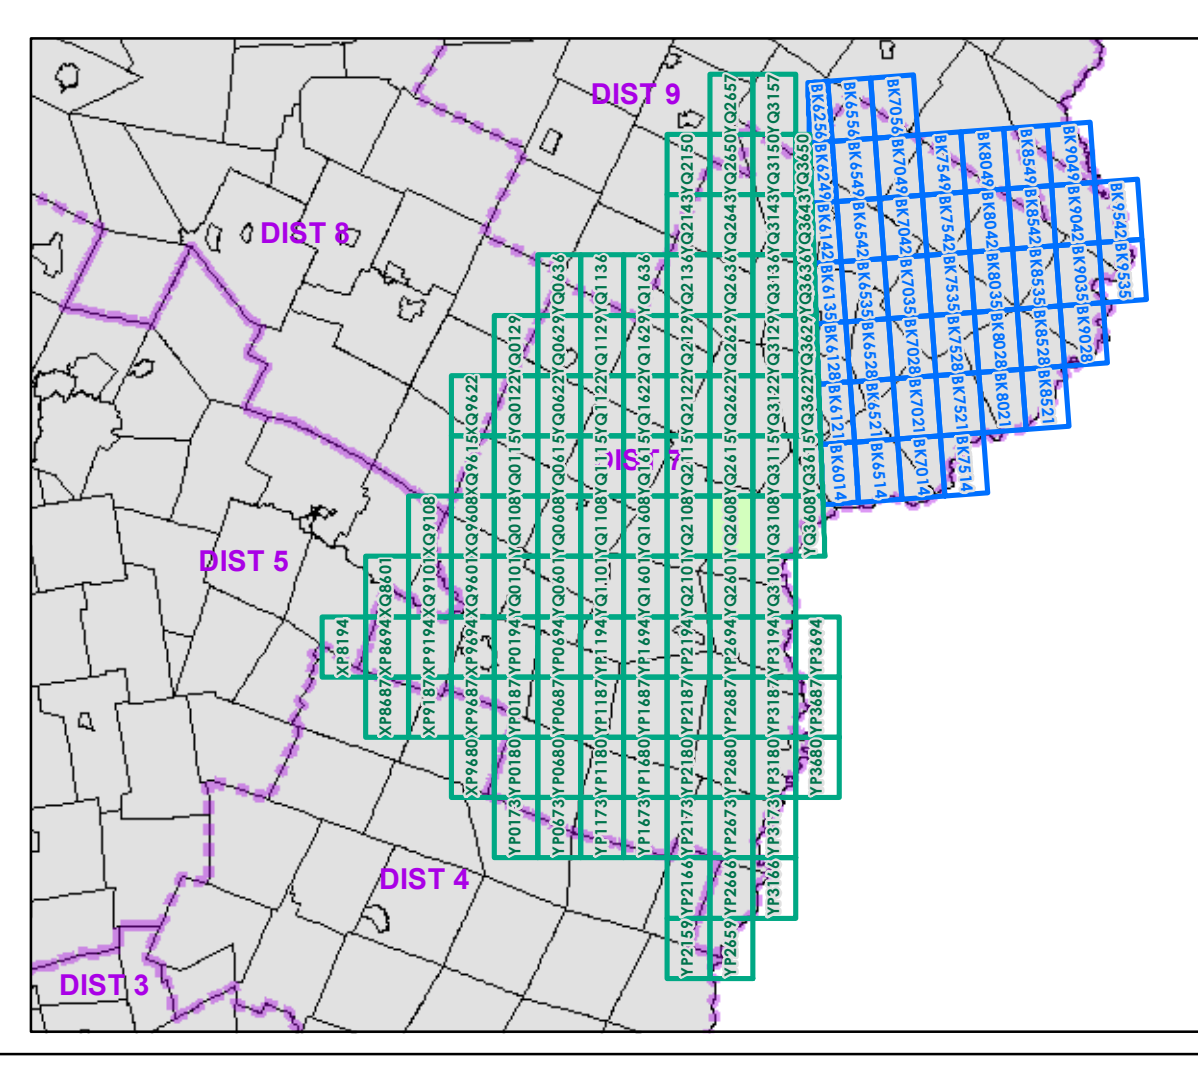 DIST 9
DIST 8
DIST 7
DIST 5
DIST 4
DIST 3
YQ2657 YQ3157
YQ2150 YQ2650 YQ3150 YQ3650
YQ2143 YQ2643 YQ3143 YQ3643
YQ0636 YQ1136 YQ1636 YQ2136 YQ2636 YQ3136 YQ3636
YQ0129 YQ0629 YQ1129 YQ1629 YQ2129 YQ2629 YQ3129 YQ3629
XQ9622 YQ0122 YQ0622 YQ1122 YQ1622 YQ2122 YQ2622 YQ3122 YQ3622
XQ9615 YQ0115 YQ0615 YQ1115 YQ1615 YQ2115 YQ2615 YQ3115 YQ3615
XQ9108 XQ9608 YQ0108 YQ0608 YQ1108 YQ1608 YQ2108 YQ2608 YQ3108 YQ3608
XQ8601 XQ9101 XQ9601 YQ0101 YQ0601 YQ1101 YQ1601 YQ2101 YQ2601 YQ3101
XP8194 XP8694 XP9194 XP9694 YP0194 YP0694 YP1194 YP1694 YP2194 YP2694 YP3194 YP3694
XP8687 XP9187 XP9687 YP0187 YP0687 YP1187 YP1687 YP2187 YP2687 YP3187 YP3687
XP9680 YP0180 YP0680 YP1180 YP1680 YP2180 YP2680 YP3180 YP3680
YP0173 YP0673 YP1173 YP1673 YP2173 YP2673 YP3173
YP2166 YP2666 YP3166
YP2159 YP2659
BK6256 BK6556 BK7056
BK6249 BK6549 BK7049 BK7549 BK8049 BK8549 BK9049
BK6142 BK6542 BK7042 BK7542 BK8042 BK8542 BK9042 BK9542
BK6135 BK6535 BK7035 BK7535 BK8035 BK8535 BK9035 BK9535
BK6128 BK6528 BK7028 BK7528 BK8028 BK8528 BK9028
BK6121 BK6521 BK7021 BK7521 BK8021 BK8521
BK6014 BK6514 BK7014 BK7514